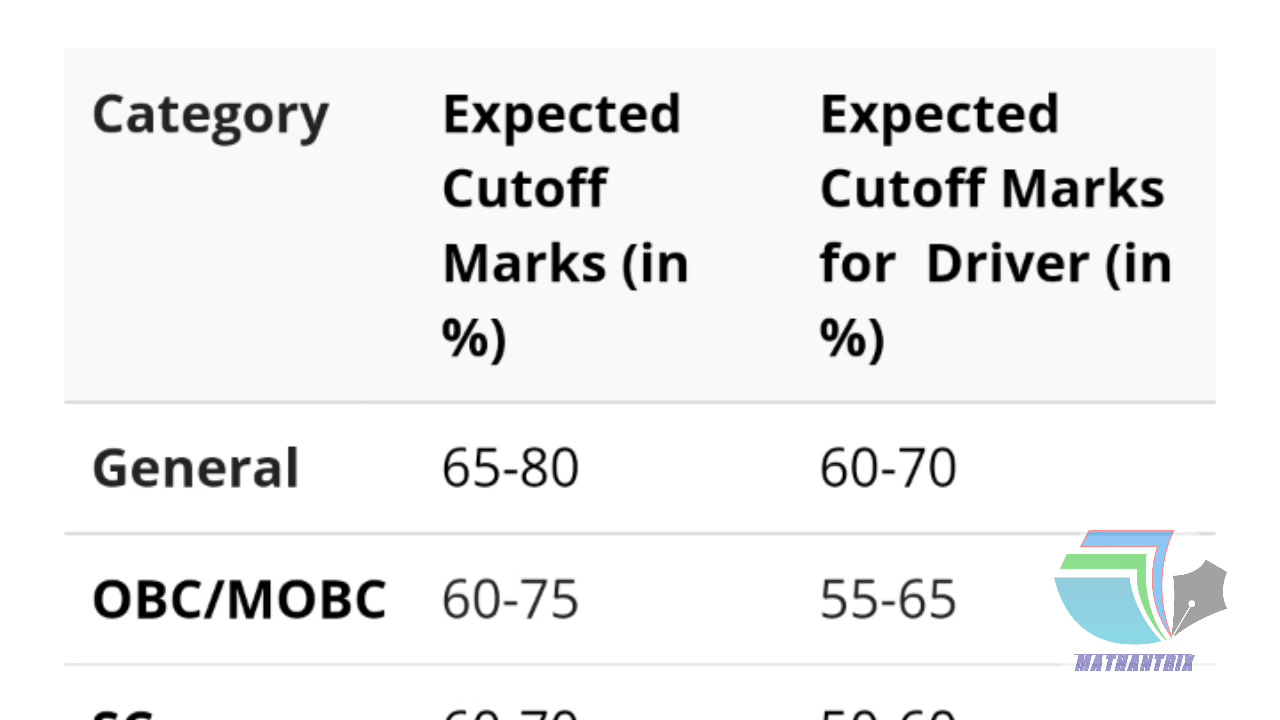 Category
Expected Cutoff Marks (in %)
Expected Cutoff Marks for Driver (in %)
General 65-80 60-70
OBC/MOBC 60-75 55-65
MATHANTRIX